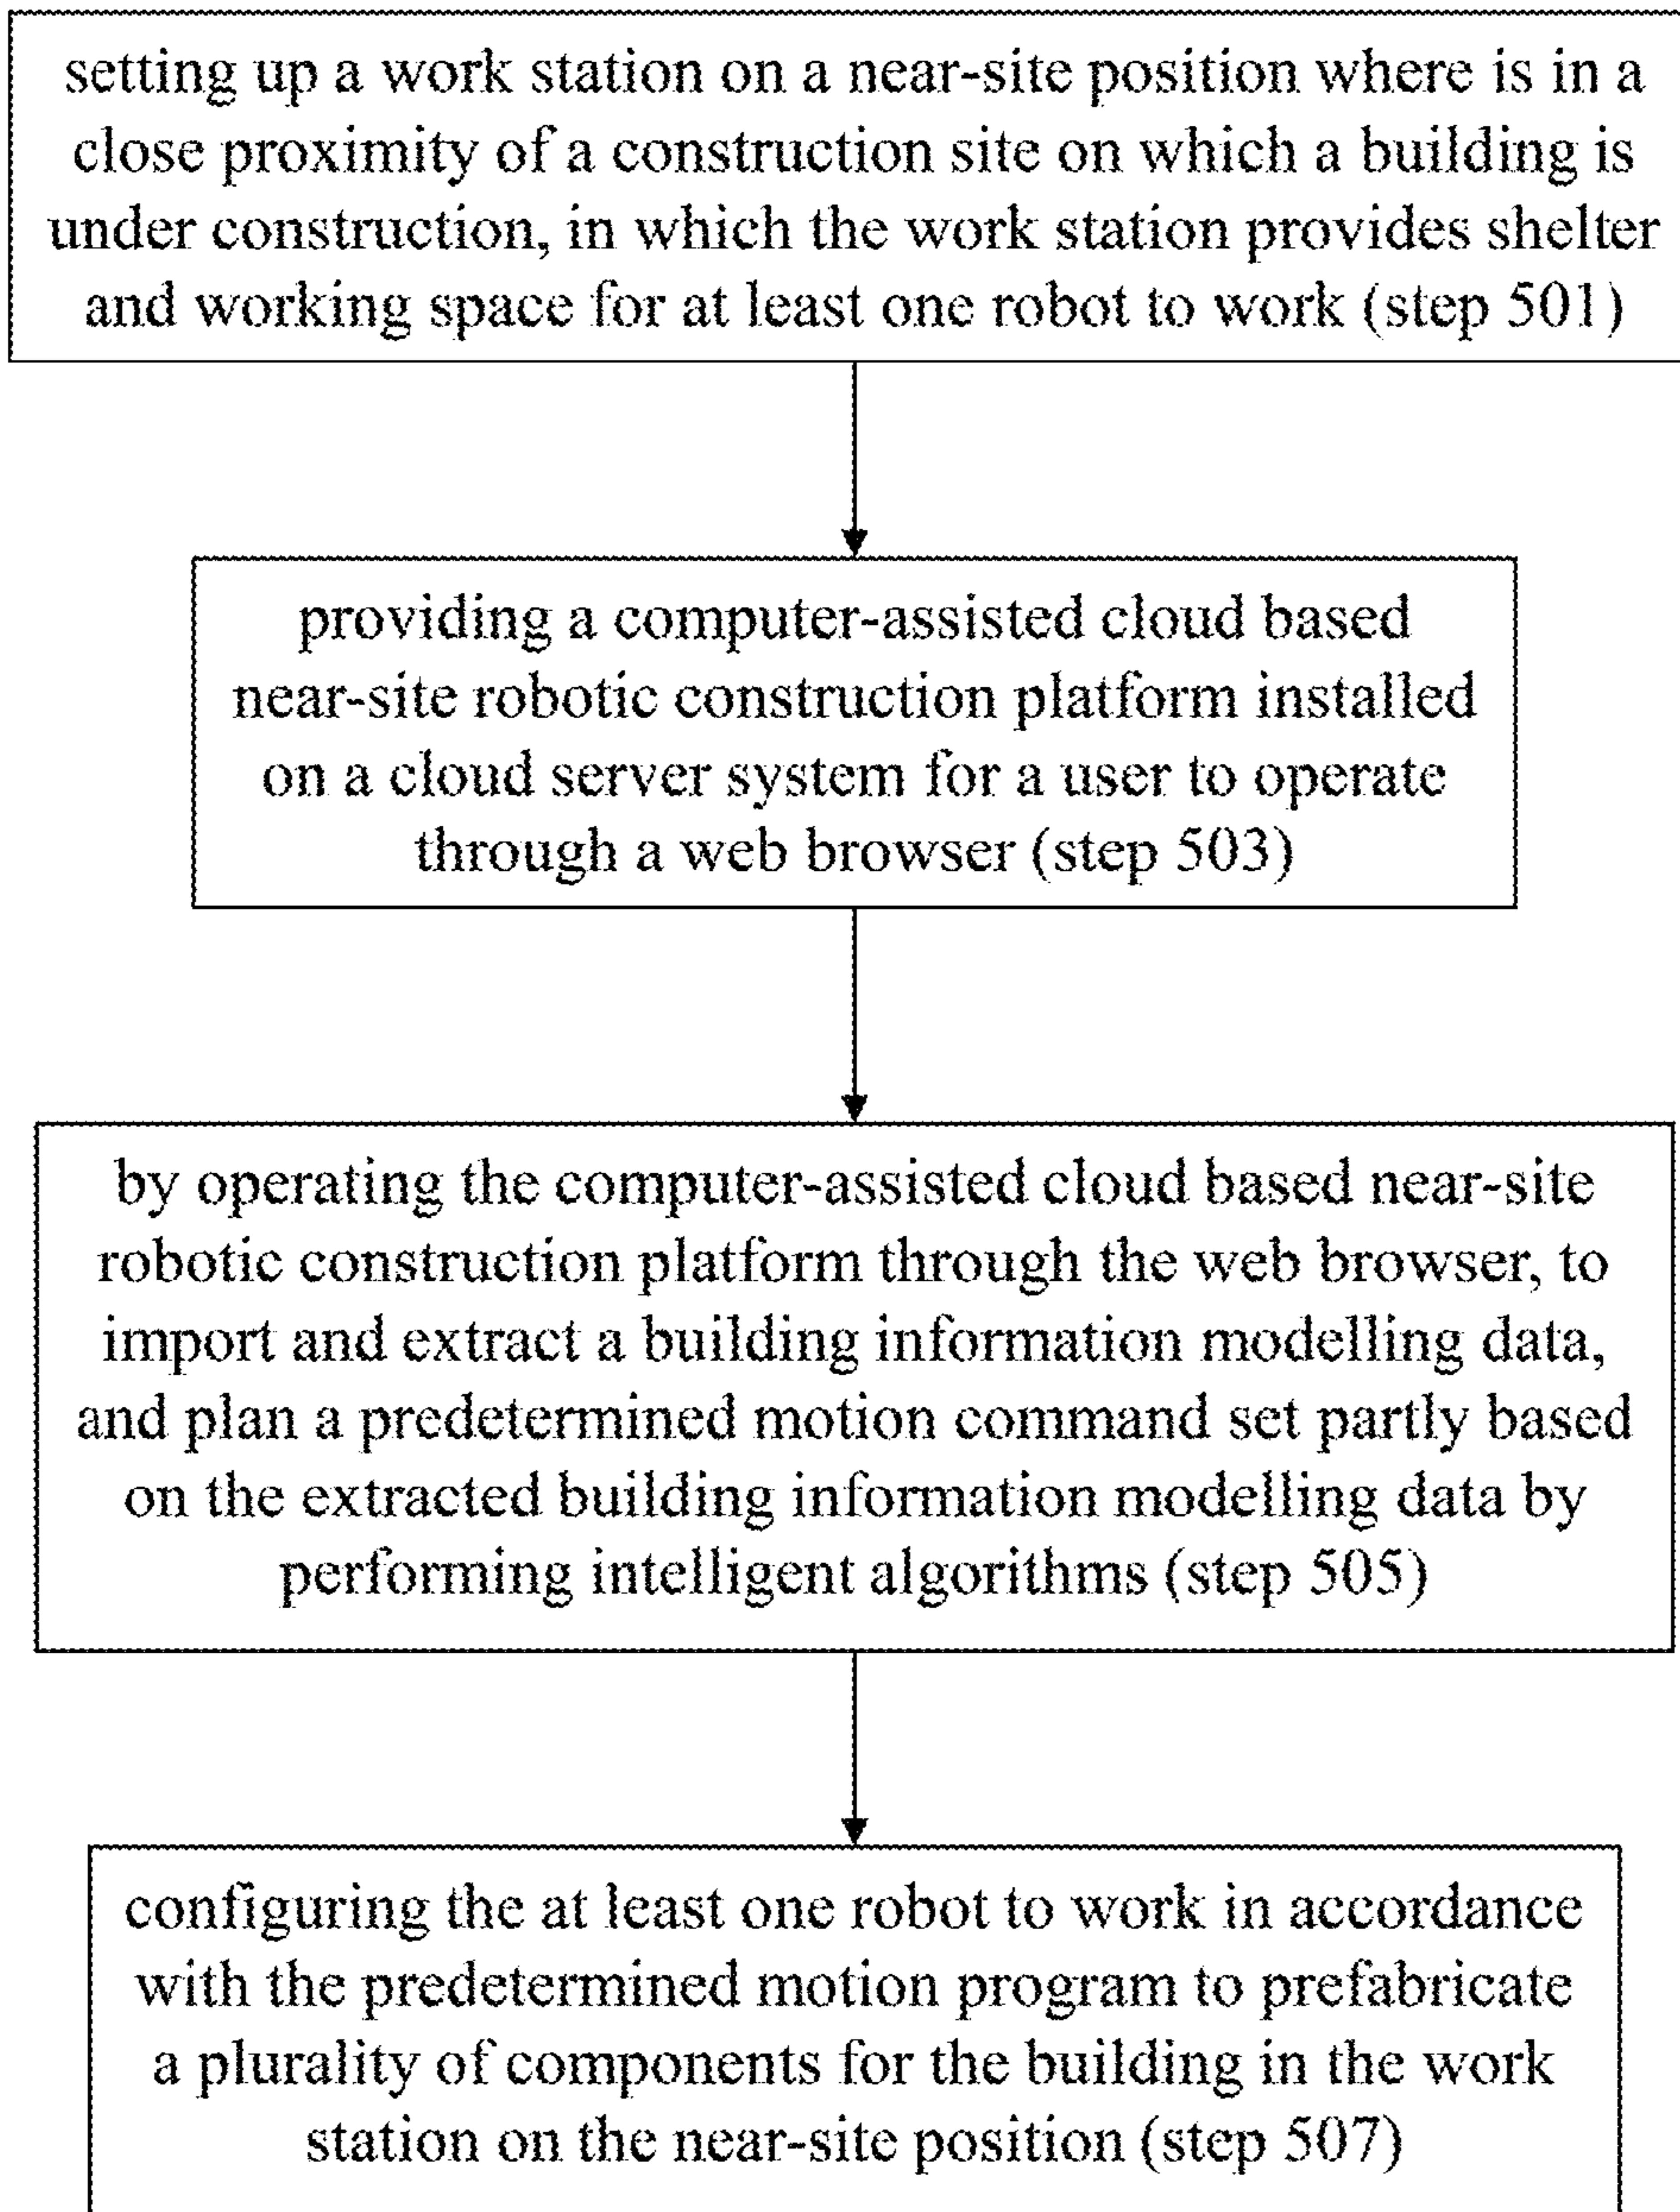 setting up a work station on a near-site position where is in a
close proximity of a construction site on which a building is
under construction, in which the work station provides shelter
and working space for at least one robot to work (step 501)
providing a computer-assisted cloud based
near-site robotic construction platform installed
on a cloud server system for a user to operate
through a web browser (step 503)
by operating the computer-assisted cloud based near-site
robotic construction platform through the web browser, to
import and extract a building information modelling data,
and plan a predetermined motion command set partly based
on the extracted building information modelling data by
performing intelligent algorithms (step 505)
configuring the at least one robot to work in accordance
with the predetermined motion program to prefabricate
a plurality of components for the building in the work
station on the near-site position (step 507)